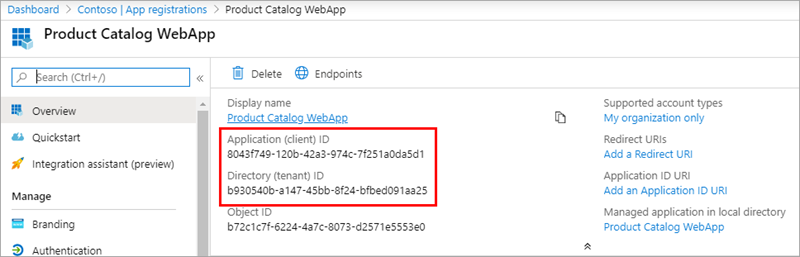 Dashboard > Contoso | App registrations > Product Catalog WebApp
Product Catalog WebApp
Search (Ctrl+/)
«
Overview
Quickstart
Integration assistant (preview)
Manage
Branding
Authentication
Delete
Endpoints
Display name
Product Catalog WebApp
Application (client) ID
8043f749-120b-42a3-974c-7f251a0da5d1
Directory (tenant) ID
b930540b-a147-45bb-8f24-bfbed091aa25
Object ID
b72c1c7f-6224-4a7c-8073-d2571e5553e0
Supported account types
My organization only
Redirect URIs
Add a Redirect URI
Application ID URI
Add an Application ID URI
Managed application in local directory
Product Catalog WebApp